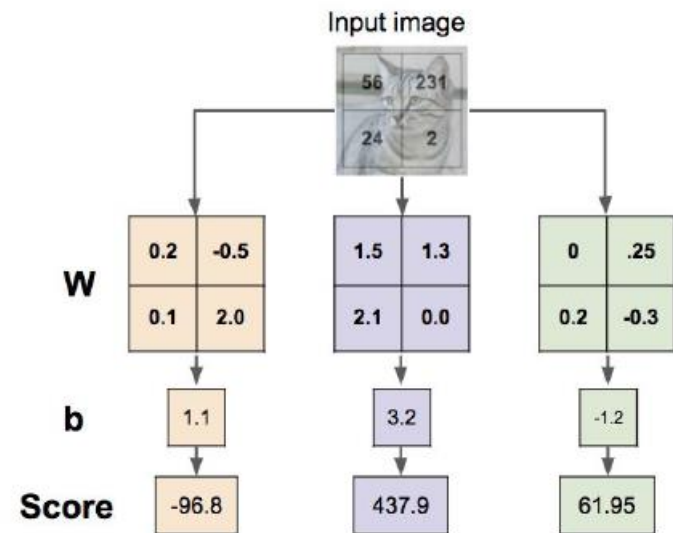 Input image
56 231
24 2
W
0.2 -0.5 1.5 1.3 0 .25
0.1 2.0 2.1 0.0 0.2 -0.3
b 1.1 3.2 -1.2
Score -96.8 437.9 61.95